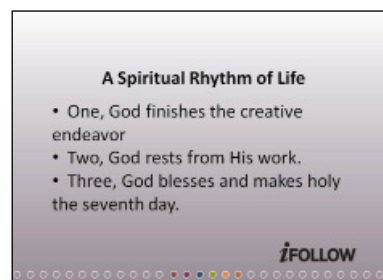 A Spiritual Rhythm of Life
• One, God finishes the creative
endeavor
• Two, God rests from His work.
• Three, God blesses and makes holy
the seventh day.
iFOLLOW